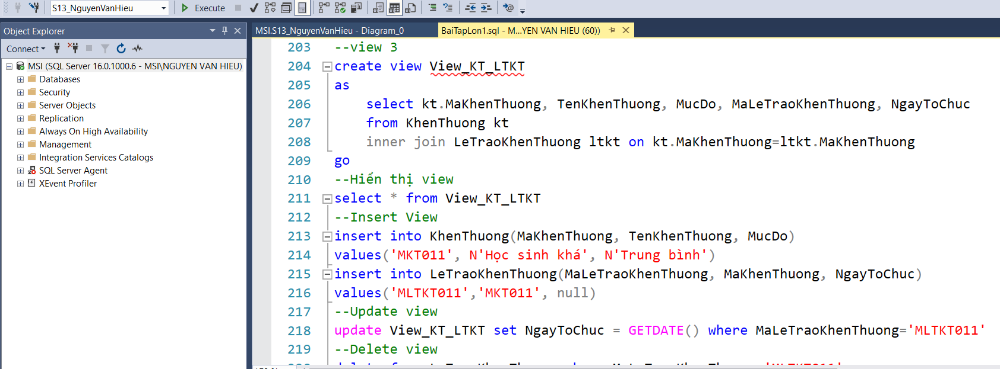 S13_NguyenVanHieu
Execute
Object Explorer
MSI.S13_NguyenVanHieu - Diagram_0
BaiTapLon1.sql - M...YEN VAN HIEU (60))
Connect
MSI (SQL Server 16.0.1000.6 - MSI\NGUYEN VAN HIEU)
Databases
Security
Server Objects
Replication
Always On High Availability
Management
Integration Services Catalogs
SQL Server Agent
XEvent Profiler
203 --view 3
204 create view View_KT_LTKT
205 as
206 select kt.MaKhenThuong, TenKhenThuong, MucDo, MaLeTraoKhenThuong, NgayToChuc
207 from KhenThuong kt
208 inner join LeTraoKhenThuong ltkt on kt.MaKhenThuong=ltkt.MaKhenThuong
209 go
210 --Hiển thị view
211 select * from View_KT_LTKT
212 --Insert View
213 insert into KhenThuong(MaKhenThuong, TenKhenThuong, MucDo)
214 values('MKT011', N'Học sinh khá', N'Trung bình')
215 insert into LeTraoKhenThuong(MaLeTraoKhenThuong, MaKhenThuong, NgayToChuc)
216 values('MLTKT011','MKT011', null)
217 --Update view
218 update View_KT_LTKT set NgayToChuc = GETDATE() where MaLeTraoKhenThuong='MLTKT011'
219 --Delete view